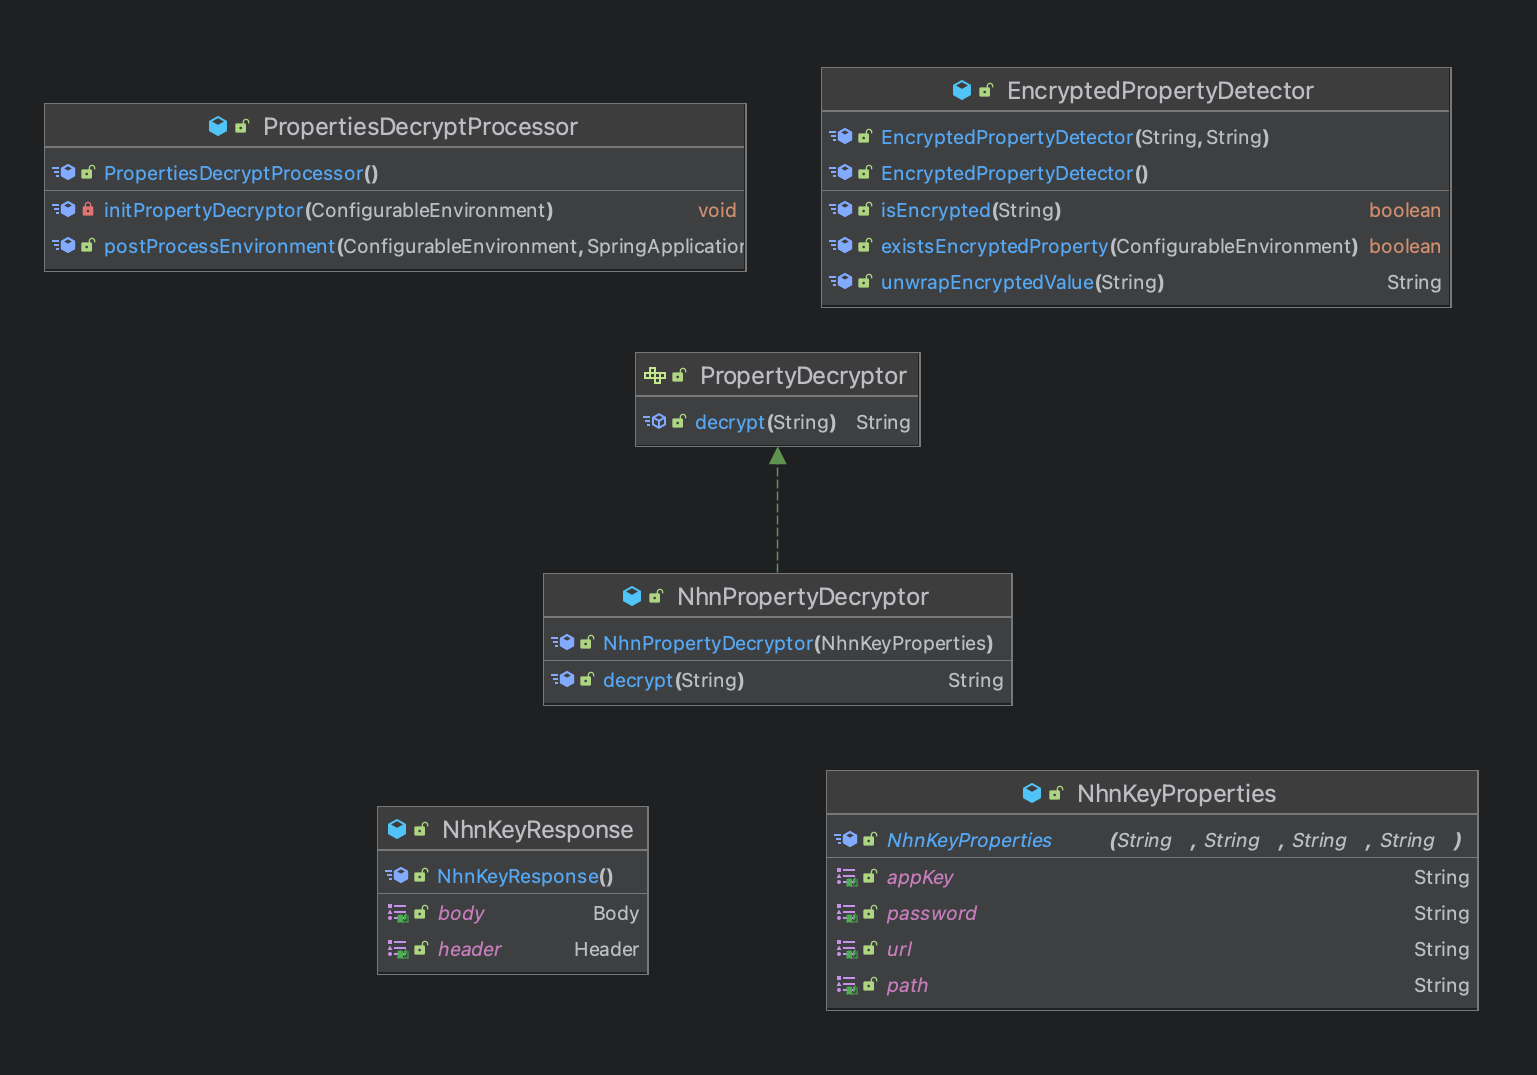 PropertiesDecryptProcessor
PropertiesDecryptProcessor()
initPropertyDecryptor(ConfigurableEnvironment) void
postProcessEnvironment(ConfigurableEnvironment, SpringApplication
EncryptedPropertyDetector
EncryptedPropertyDetector(String, String)
EncryptedPropertyDetector()
isEncrypted(String) boolean
existsEncryptedProperty(ConfigurableEnvironment) boolean
unwrapEncryptedValue(String) String
PropertyDecryptor
decrypt(String) String
NhnPropertyDecryptor
NhnPropertyDecryptor(NhnKeyProperties)
decrypt(String) String
NhnKeyResponse
NhnKeyResponse()
body Body
header Header
NhnKeyProperties
NhnKeyProperties (String , String , String , String )
appKey String
password String
url String
path String